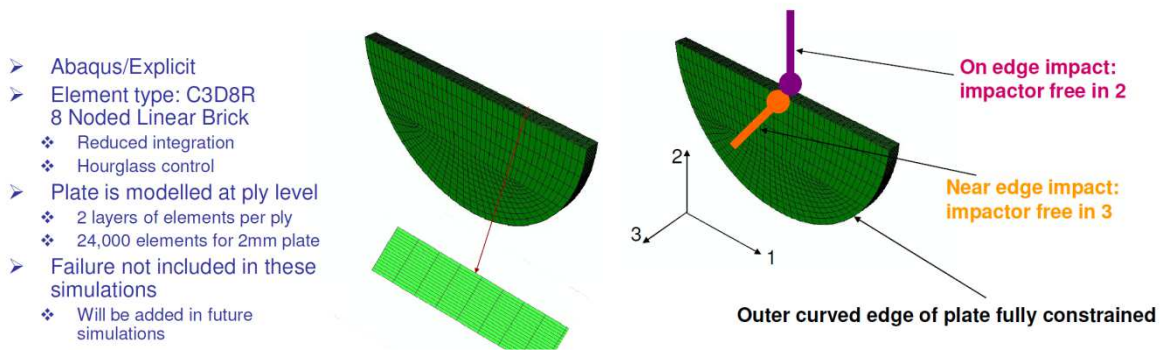 Abaqus/Explicit
Element type: C3D8R
8 Noded Linear Brick
Reduced integration
Hourglass control
Plate is modelled at ply level
2 layers of elements per ply
24,000 elements for 2mm plate
Failure not included in these
simulations
Will be added in future
simulations
On edge impact:
impactor free in 2
Near edge impact:
impactor free in 3
2
3
1
Outer curved edge of plate fully constrained